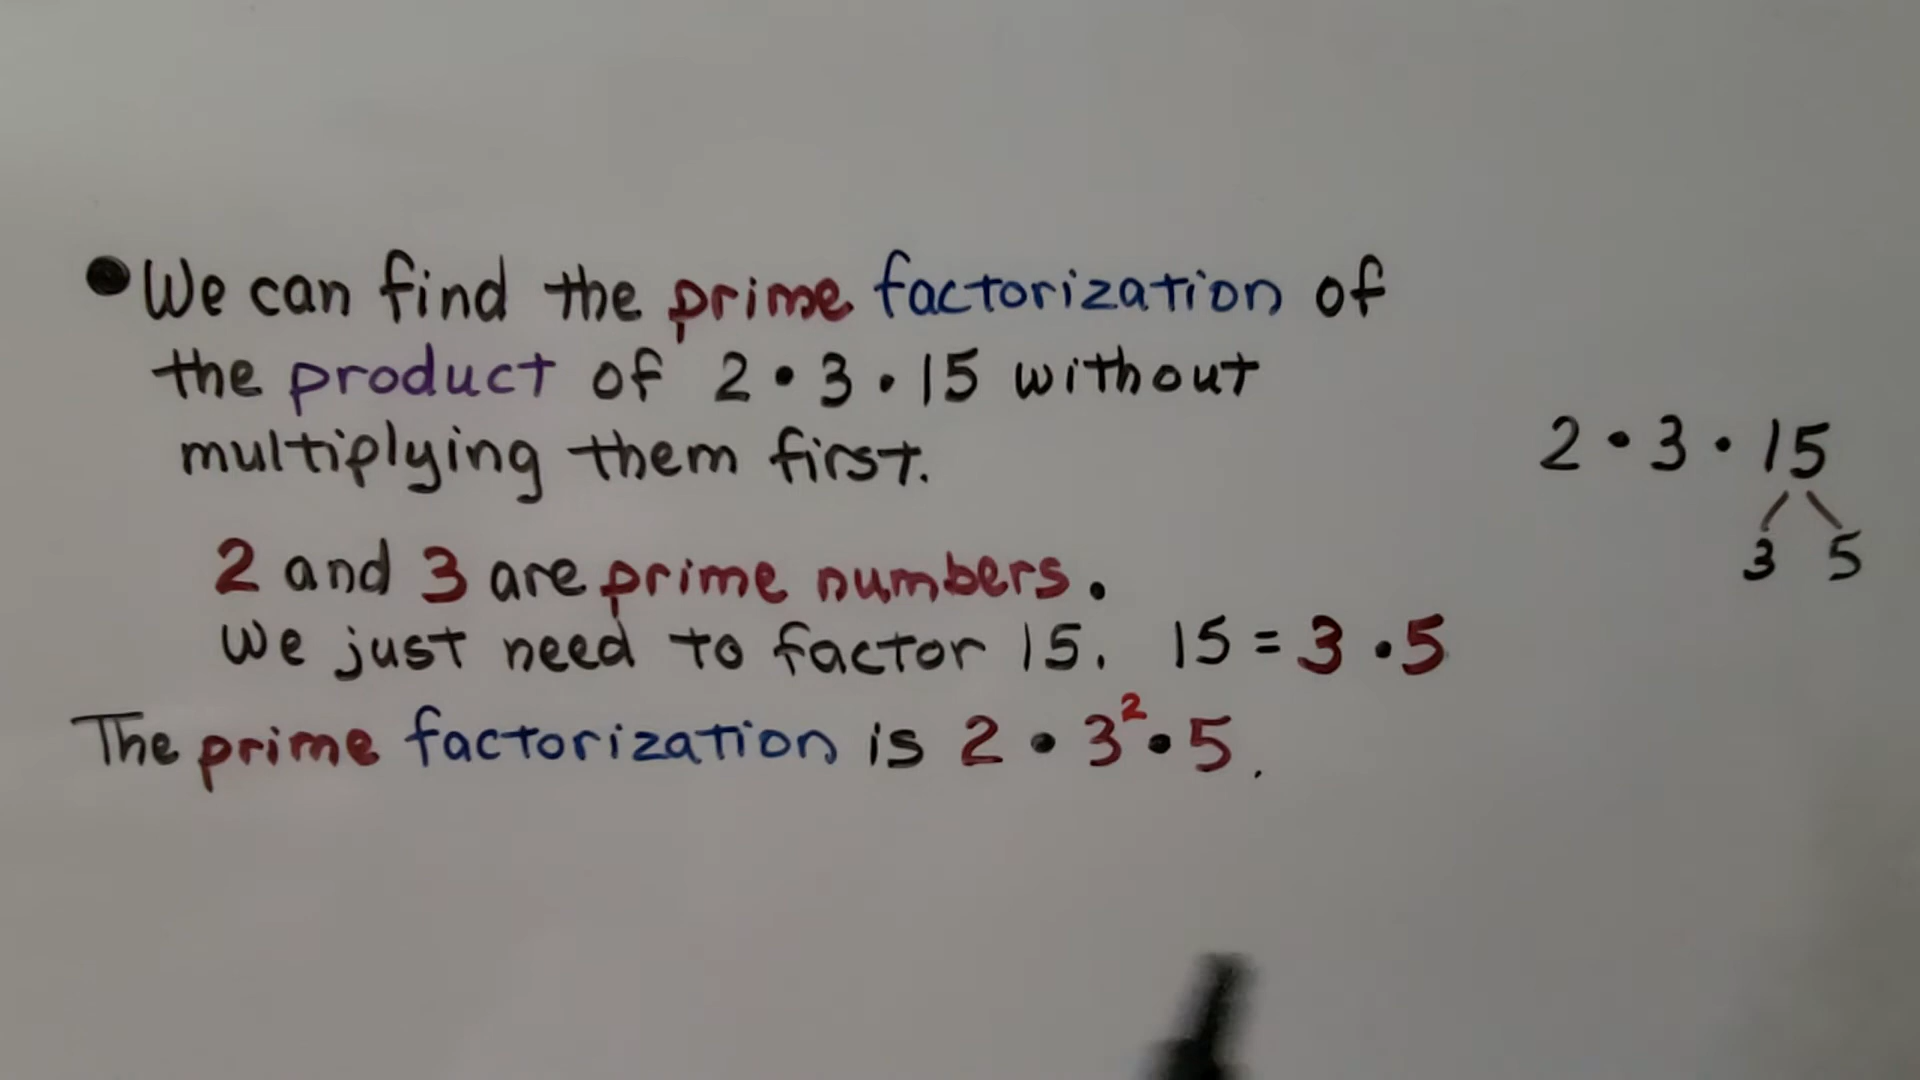 • We can find the prime factorization of
the product of 2 • 3 • 15 without
multiplying them first.
2 • 3 • 15
3 5
2 and 3 are prime numbers.
We just need to factor 15. 15 = 3 • 5
The prime factorization is 2 • 3² • 5.